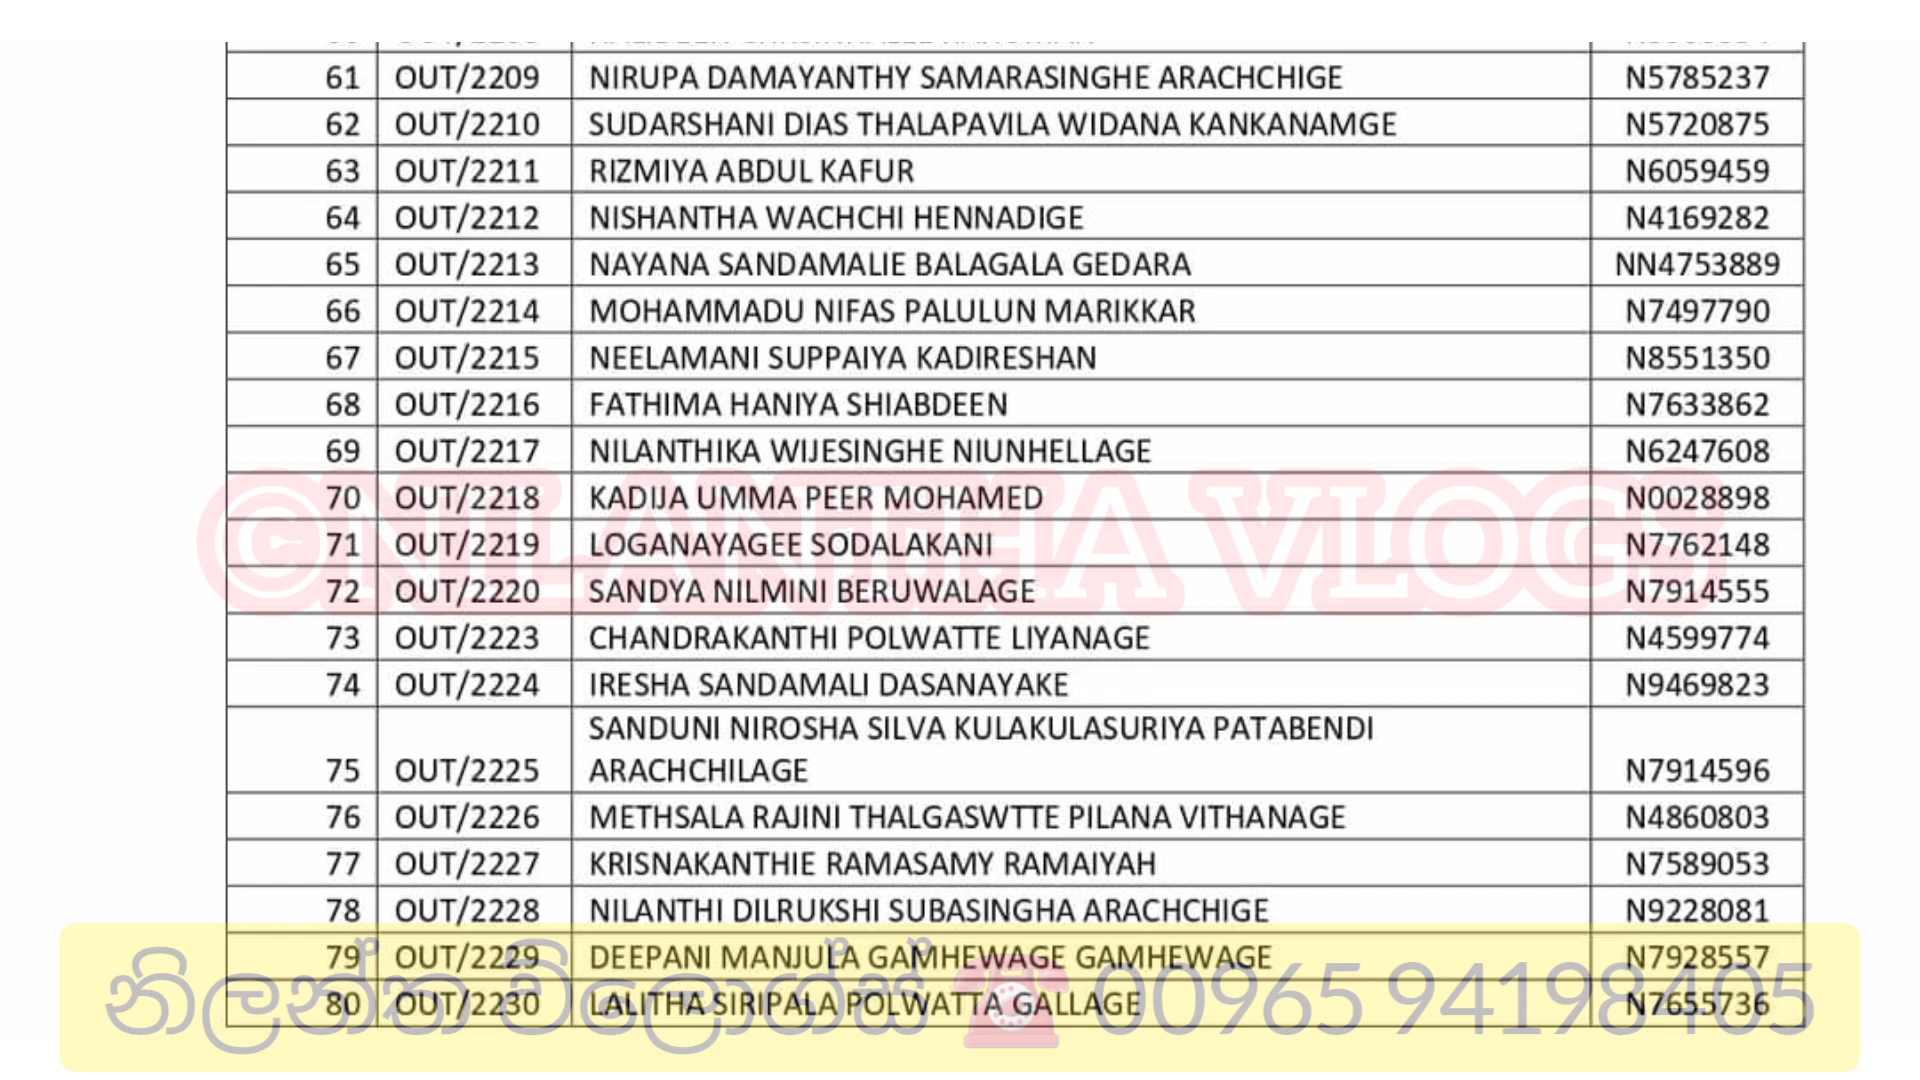 61 OUT/2209 NIRUPA DAMAYANTHY SAMARASINGHE ARACHCHIGE N5785237
62 OUT/2210 SUDARSHANI DIAS THALAPAVILA WIDANA KANKANAMGE N5720875
63 OUT/2211 RIZMIYA ABDUL KAFUR N6059459
64 OUT/2212 NISHANTHA WACHCHI HENNADIGE N4169282
65 OUT/2213 NAYANA SANDAMALIE BALAGALA GEDARA NN4753889
66 OUT/2214 MOHAMMADU NIFAS PALULUN MARIKKAR N7497790
67 OUT/2215 NEELAMANI SUPPAIYA KADIRESHAN N8551350
68 OUT/2216 FATHIMA HANIYA SHIABDEEN N7633862
69 OUT/2217 NILANTHIKA WIJESINGHE NIUNHELLAGE N6247608
70 OUT/2218 KADIJA UMMA PEER MOHAMED N0028898
©NILANTHA VLOGS
71 OUT/2219 LOGANAYAGEE SODALAKANI N7762148
72 OUT/2220 SANDYA NILMINI BERUWALAGE N7914555
73 OUT/2223 CHANDRAKANTHI POLWATTE LIYANAGE N4599774
74 OUT/2224 IRESHA SANDAMALI DASANAYAKE N9469823
SANDUNI NIROSHA SILVA KULAKULASURIYA PATABENDI
75 OUT/2225 ARACHCHILAGE N7914596
76 OUT/2226 METHSALA RAJINI THALGASWTTE PILANA VITHANAGE N4860803
77 OUT/2227 KRISNAKANTHIE RAMASAMY RAMAIYAH N7589053
78 OUT/2228 NILANTHI DILRUKSHI SUBASINGHA ARACHCHIGE N9228081
79 OUT/2229 DEEPANI MANJULA GAMHEWAGE GAMHEWAGE N7928557
80 OUT/2230 LALITHA SIRIPALA POLWATTA GALLAGE N7655736
නිලන්ත විලොග්ස් 00965 94198405